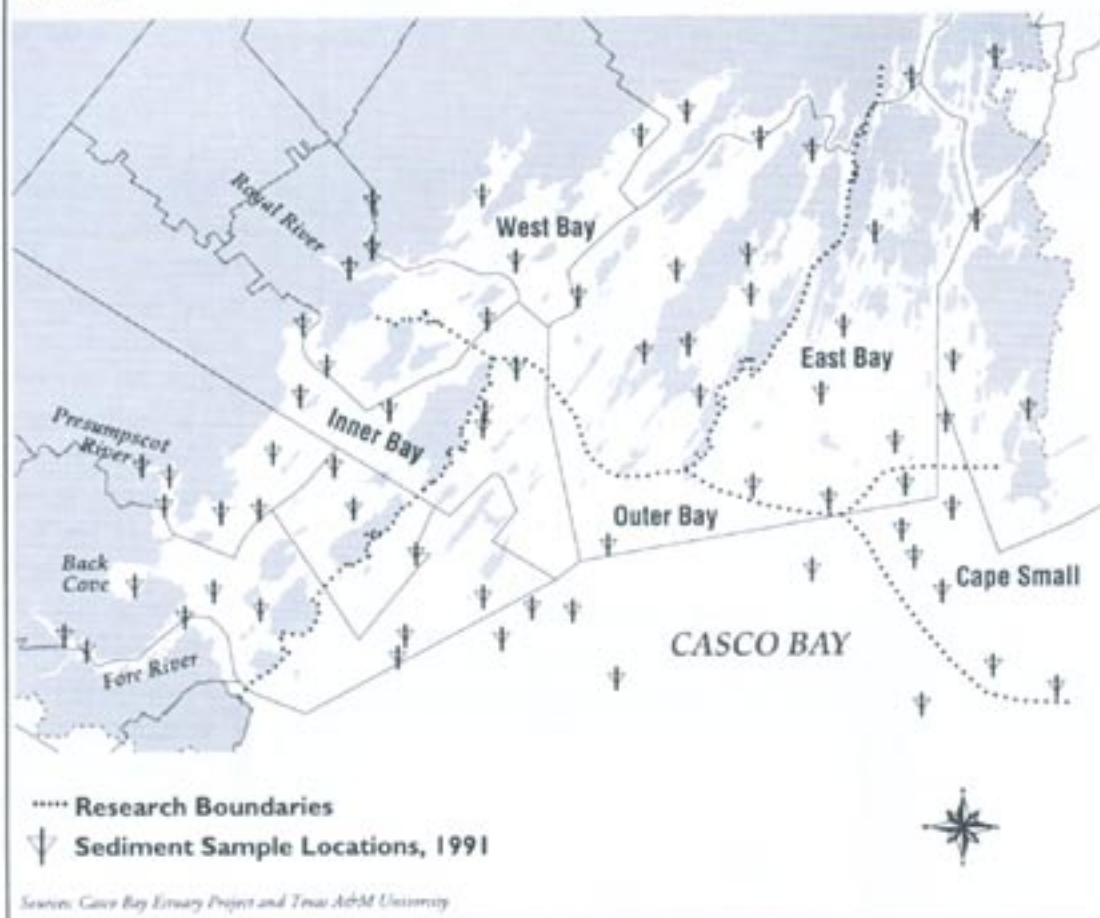 Royal River
West Bay
East Bay
Inner Bay
Presumpscot
River
Outer Bay
Back
Cove
Cape Small
CASCO BAY
Fore River
Research Boundaries
Sediment Sample Locations, 1991
Sources: Casco Bay Estuary Project and Texas A&M University